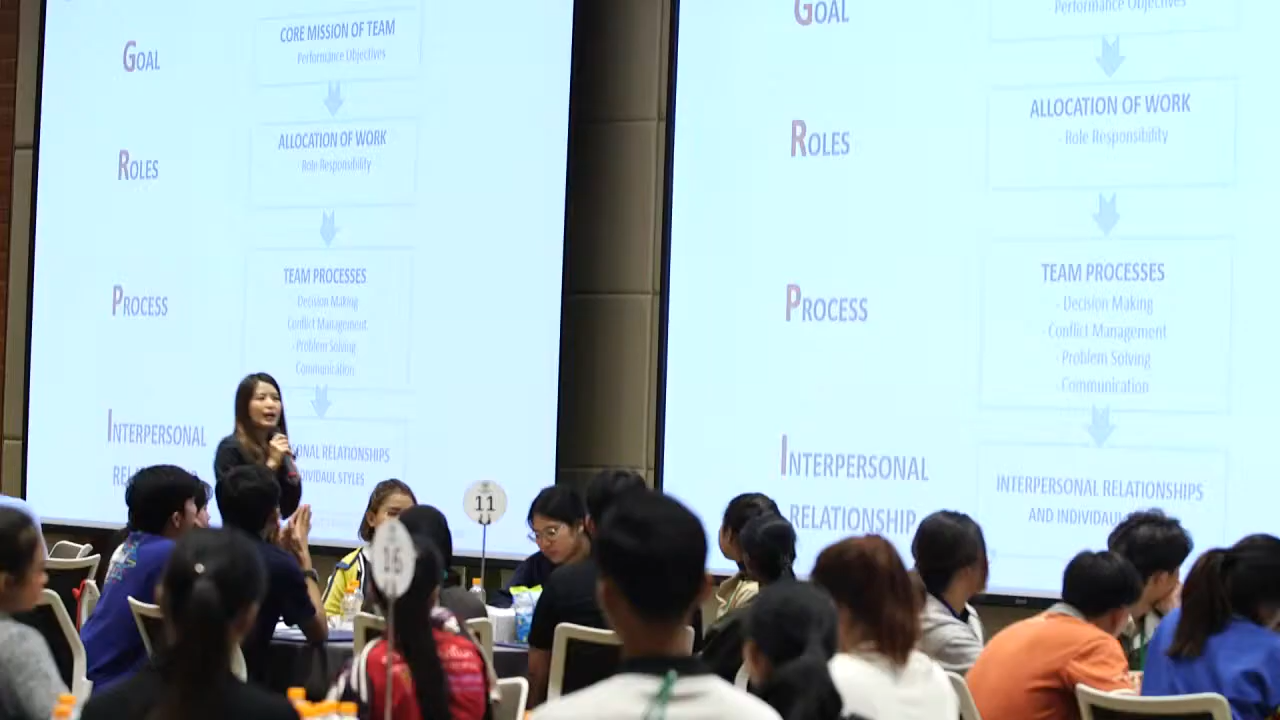 GOAL
CORE MISSION OF TEAM
Performance Objectives
ROLES
ALLOCATION OF WORK
Role Responsibility
PROCESS
TEAM PROCESSES
Decision Making
Conflict Management
- Problem Solving
Communication
INTERPERSONAL
RELATIONSHIPS
INDIVIDAUL STYLES
GOAL
Performance Objectives
ROLES
ALLOCATION OF WORK
- Role Responsibility
PROCESS
TEAM PROCESSES
- Decision Making
- Conflict Management
- Problem Solving
- Communication
INTERPERSONAL
RELATIONSHIP
INTERPERSONAL RELATIONSHIPS
AND INDIVIDAUL
11
16